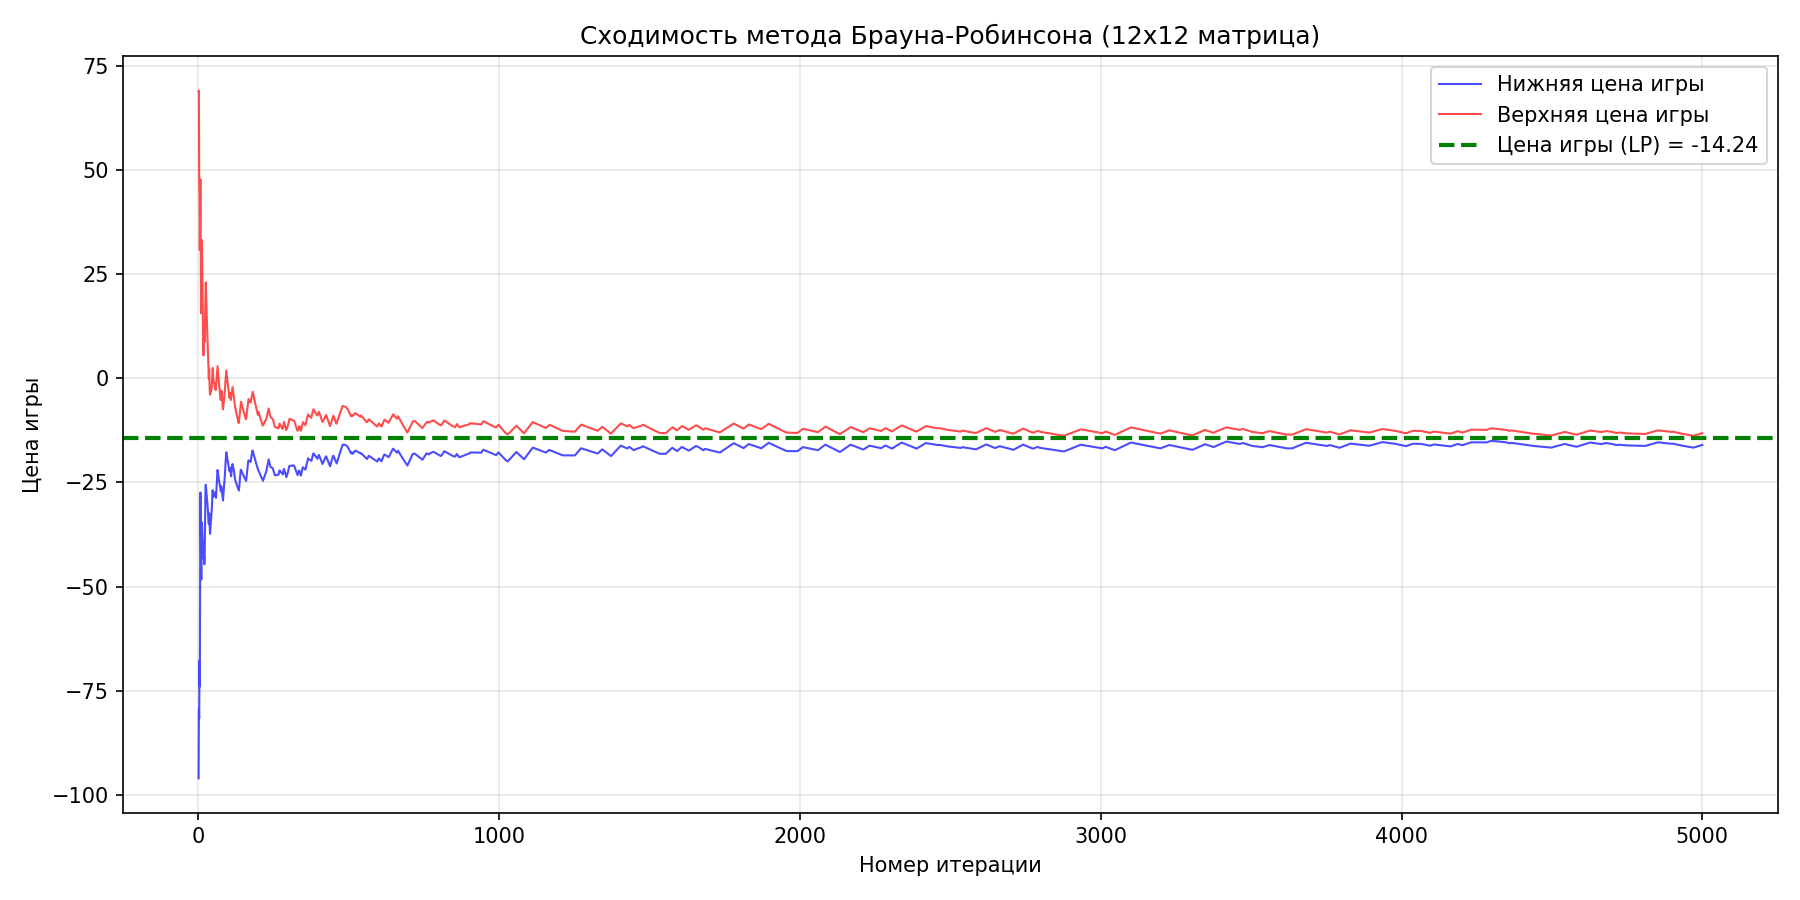 Сходимость метода Брауна-Робинсона (12x12 матрица)
Нижняя цена игры
Верхняя цена игры
Цена игры (LP) = -14.24
75
50
25
0
−25
−50
−75
−100
Цена игры
0
1000
2000
3000
4000
5000
Номер итерации